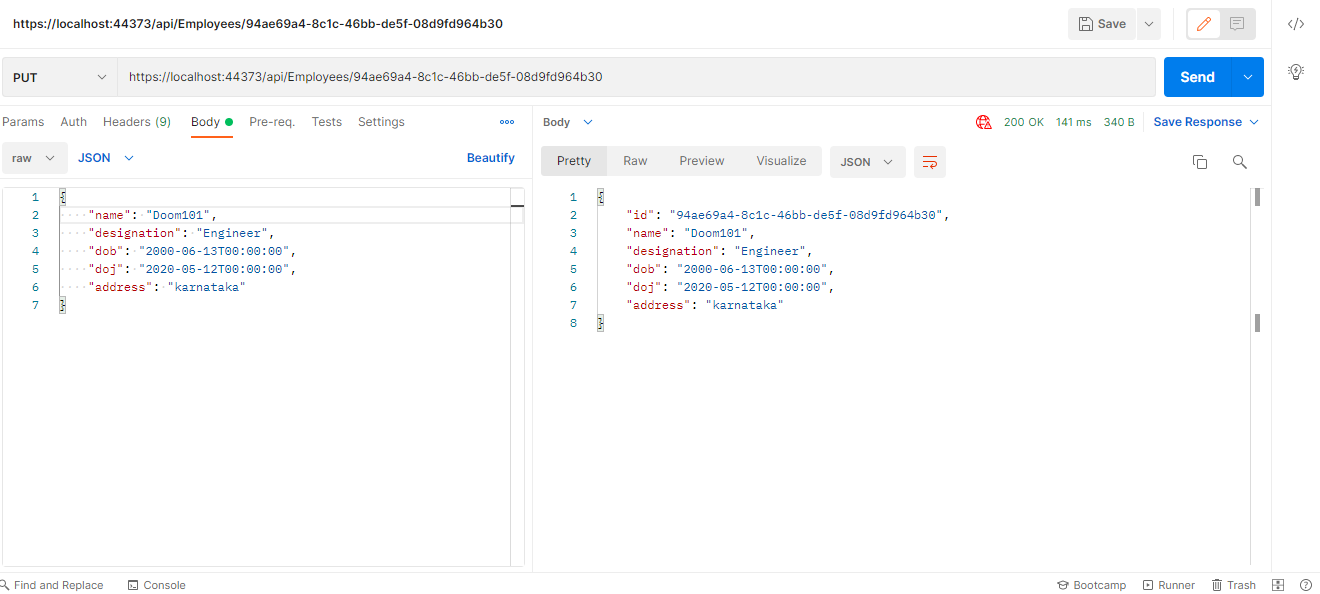 https://localhost:44373/api/Employees/94ae69a4-8c1c-46bb-de5f-08d9fd964b30
Save
PUT
https://localhost:44373/api/Employees/94ae69a4-8c1c-46bb-de5f-08d9fd964b30
Send
Params Auth Headers (9) Body Pre-req. Tests Settings
raw JSON Beautify
1 {
2 "name": "Doom101",
3 "designation": "Engineer",
4 "dob": "2000-06-13T00:00:00",
5 "doj": "2020-05-12T00:00:00",
6 "address": "karnataka"
7 }
Body 200 OK 141 ms 340 B Save Response
Pretty Raw Preview Visualize JSON
1 {
2 "id": "94ae69a4-8c1c-46bb-de5f-08d9fd964b30",
3 "name": "Doom101",
4 "designation": "Engineer",
5 "dob": "2000-06-13T00:00:00",
6 "doj": "2020-05-12T00:00:00",
7 "address": "karnataka"
8 }
Find and Replace Console Bootcamp Runner Trash